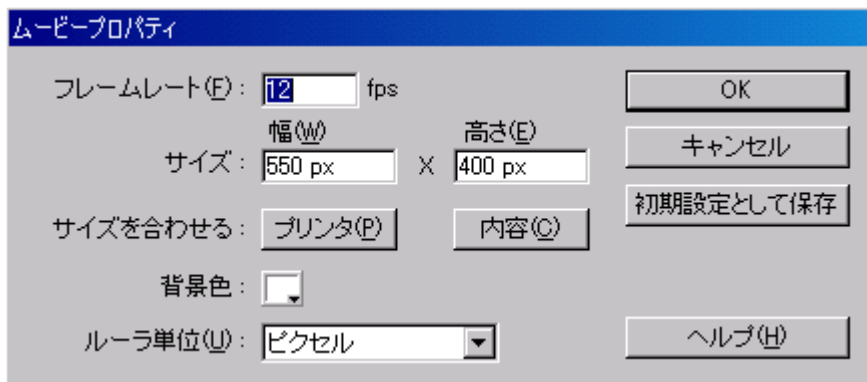 ムービープロパティ
フレームレート(F): 12 fps
幅(W) 高さ(E)
サイズ: 550 px X 400 px
サイズを合わせる: プリンタ(P) 内容(C)
背景色:
ルーラ単位(U): ピクセル
OK
キャンセル
初期設定として保存
ヘルプ(H)